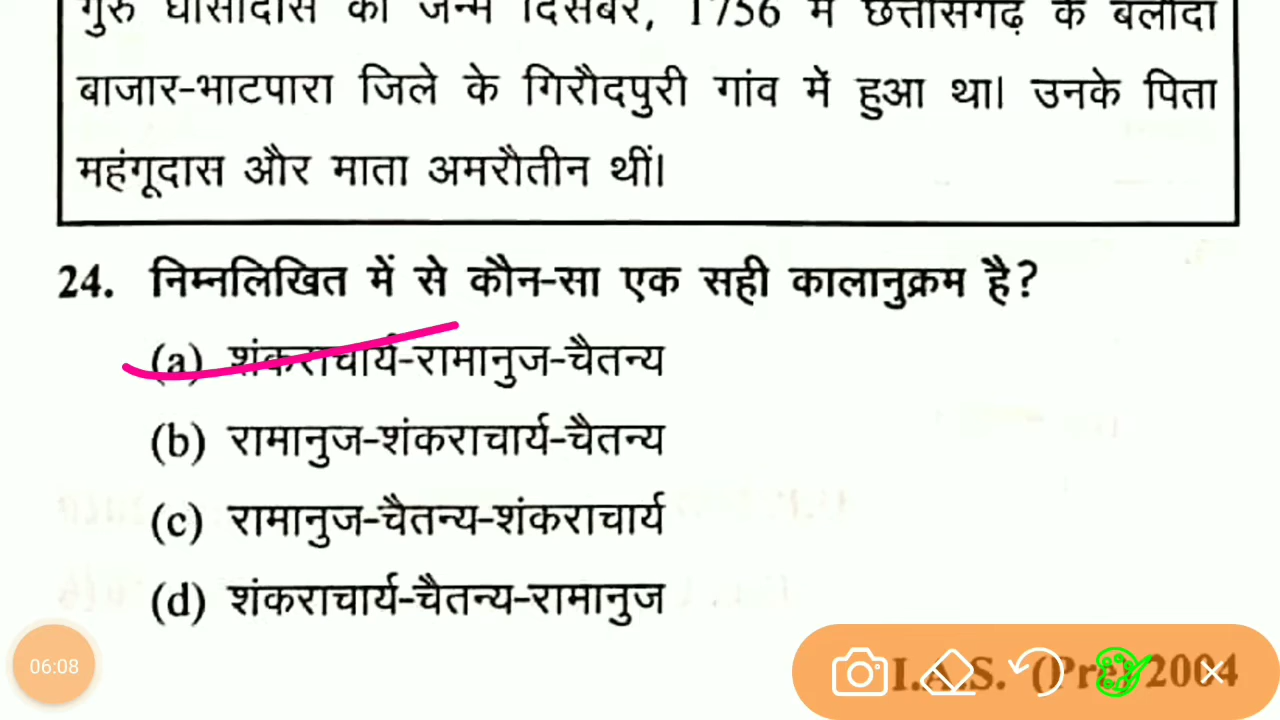 गुरु घासीदास का जन्म दिसंबर, 1756 में छत्तीसगढ़ के बलौदा
बाजार-भाटपारा जिले के गिरौदपुरी गांव में हुआ था। उनके पिता
महंगूदास और माता अमरौतीन थीं।
24. निम्नलिखित में से कौन-सा एक सही कालानुक्रम है?
(a) शंकराचार्य-रामानुज-चैतन्य
(b) रामानुज-शंकराचार्य-चैतन्य
(c) रामानुज-चैतन्य-शंकराचार्य
(d) शंकराचार्य-चैतन्य-रामानुज
I.A.S. (Pre) 2004
06:08